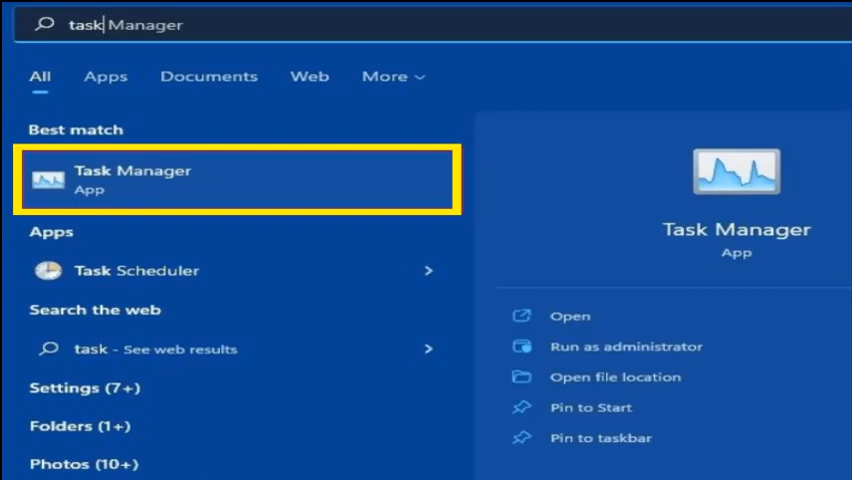 task Manager
All Apps Documents Web More
Best match
Task Manager
App
Apps
Task Scheduler
Search the web
task - See web results
Settings (7+)
Folders (1+)
Photos (10+)
Task Manager
App
Open
Run as administrator
Open file location
Pin to Start
Pin to taskbar